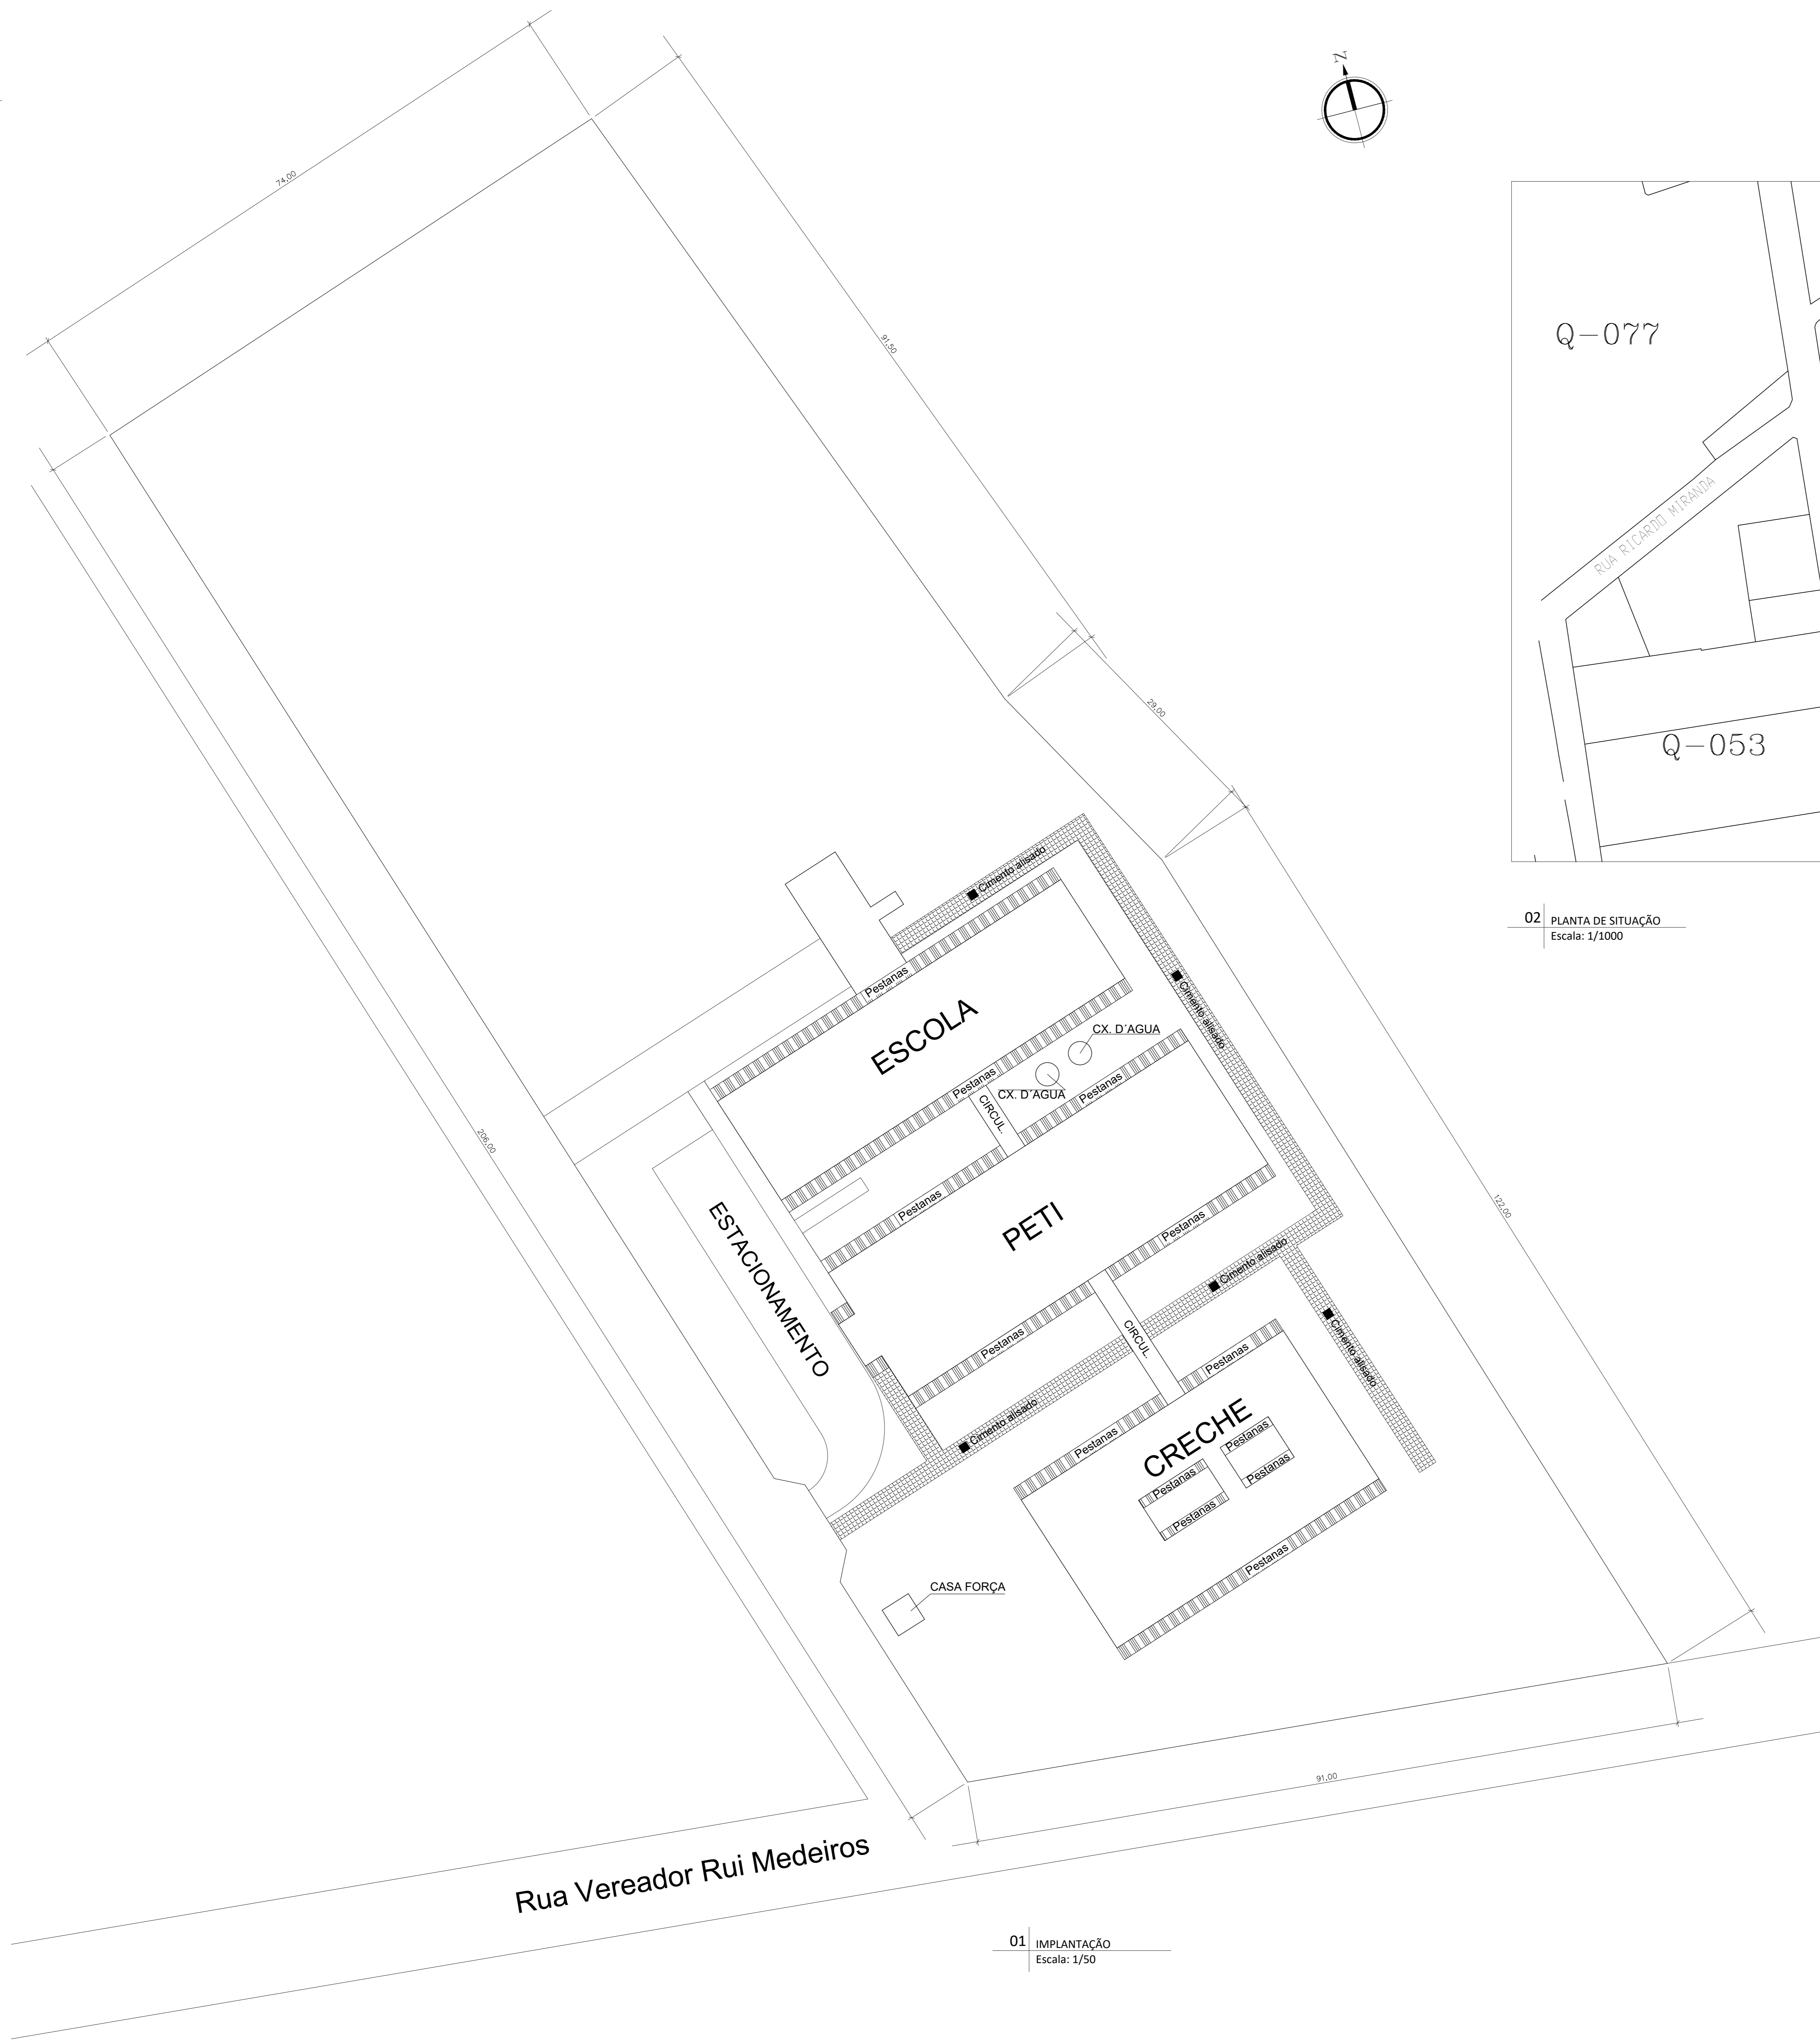 N
74,00
91,50
Q-077
RUA RICARDO MIRANDA
Q-053
29,00
02 PLANTA DE SITUAÇÃO
Escala: 1/1000
Cimento alisado
Pestanas
Cimento alisado
ESCOLA
CX. D´AGUA
Pestanas
CX. D´AGUA
Pestanas
CIRCUL.
206,00
Pestanas
PETI
122,00
ESTACIONAMENTO
Pestanas
Cimento alisado
Pestanas
CIRCUL.
Cimento alisado
Pestanas
Cimento alisado
Pestanas
CRECHE
Pestanas
Pestanas
Pestanas
Pestanas
Pestanas
CASA FORÇA
91,00
Rua Vereador Rui Medeiros
01 IMPLANTAÇÃO
Escala: 1/50